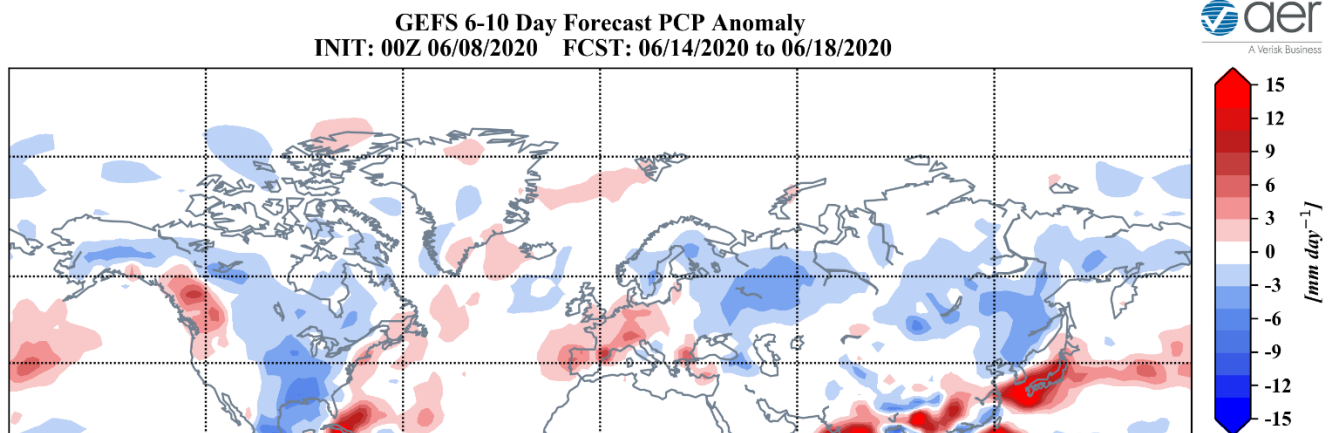 GEFS 6-10 Day Forecast PCP Anomaly
INIT: 00Z 06/08/2020 FCST: 06/14/2020 to 06/18/2020
aer
A Verisk Business
15
12
9
6
3
0
-3
-6
-9
-12
-15
[mm day⁻¹]